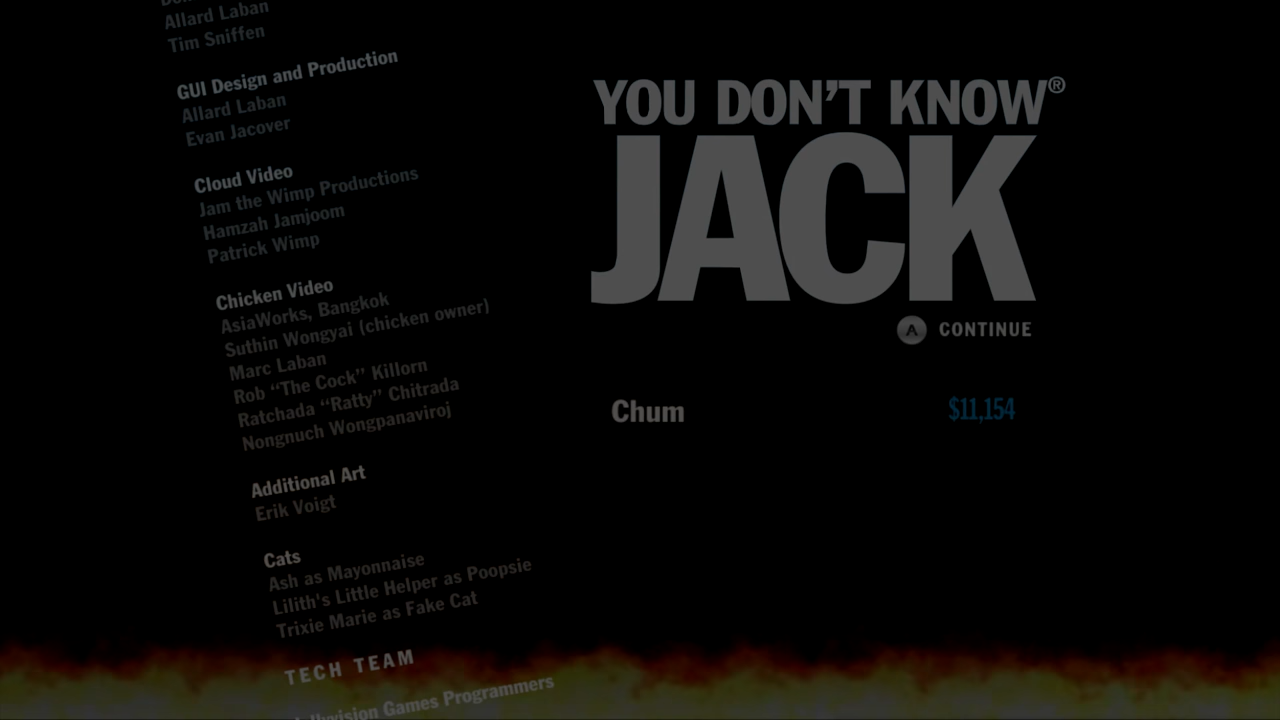 Allard Laban
Tim Sniffen
GUI Design and Production
Allard Laban
Evan Jacover
Cloud Video
Jam the Wimp Productions
Hamzah Jamjoom
Patrick Wimp
Chicken Video
AsiaWorks, Bangkok
Suthin Wongyai (chicken owner)
Marc Laban
Rob “The Cock” Killorn
Ratchada “Ratty” Chitrada
Nongnuch Wongpanaviroj
Additional Art
Erik Voigt
Cats
Ash as Mayonnaise
Lilith's Little Helper as Poopsie
Trixie Marie as Fake Cat
TECH TEAM
Games Programmers
YOU DON’T KNOW®
JACK
A CONTINUE
Chum $11,154